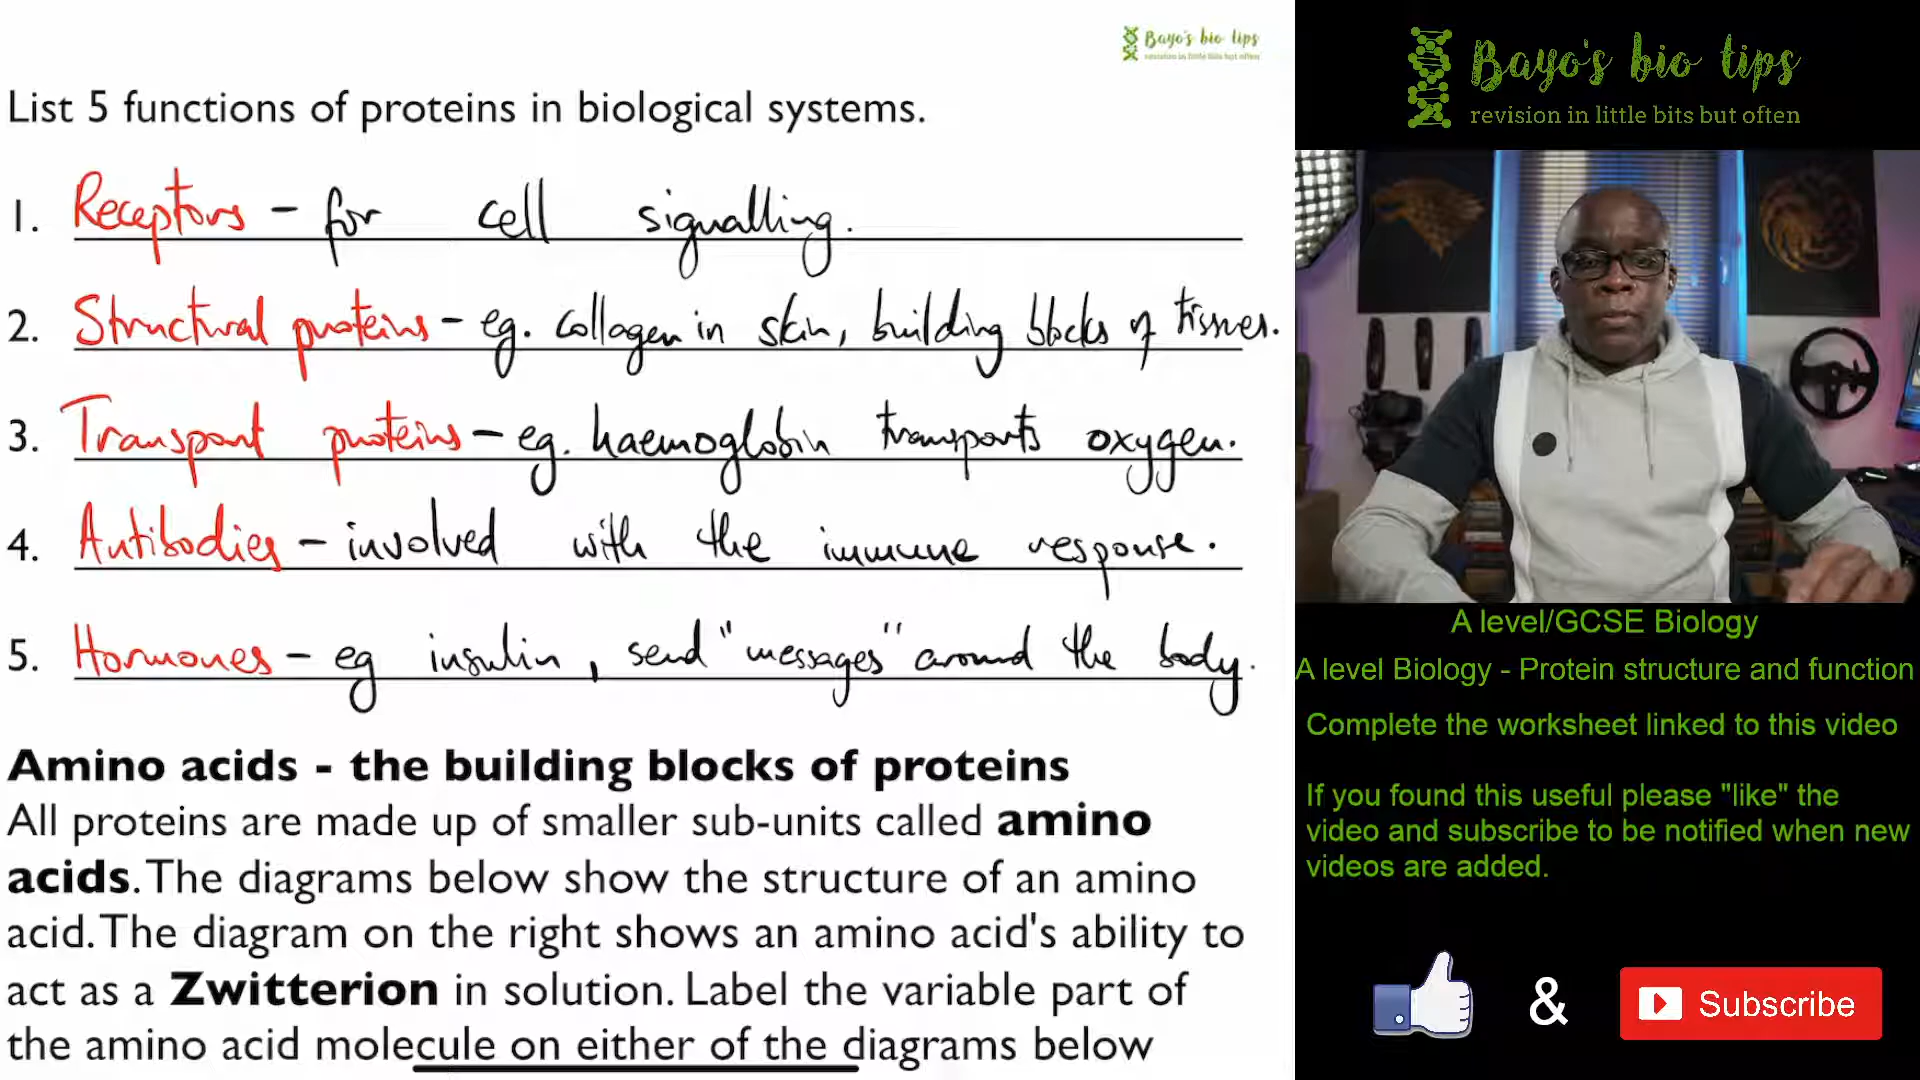 Bayo's bio tips
revision in little bits but often
List 5 functions of proteins in biological systems.
1. Receptors - for cell signalling.
2. Structural proteins - eg. collagen in skin, building blocks of tissues.
3. Transport proteins - eg. haemoglobin transports oxygen.
4. Antibodies - involved with the immune response.
5. Hormones - eg insulin, send "messages" around the body.
Amino acids - the building blocks of proteins
All proteins are made up of smaller sub-units called amino
acids. The diagrams below show the structure of an amino
acid. The diagram on the right shows an amino acid's ability to
act as a Zwitterion in solution. Label the variable part of
the amino acid molecule on either of the diagrams below
Bayo's bio tips
revision in little bits but often
A level/GCSE Biology
A level Biology - Protein structure and function
Complete the worksheet linked to this video
If you found this useful please "like" the
video and subscribe to be notified when new
videos are added.
&
Subscribe